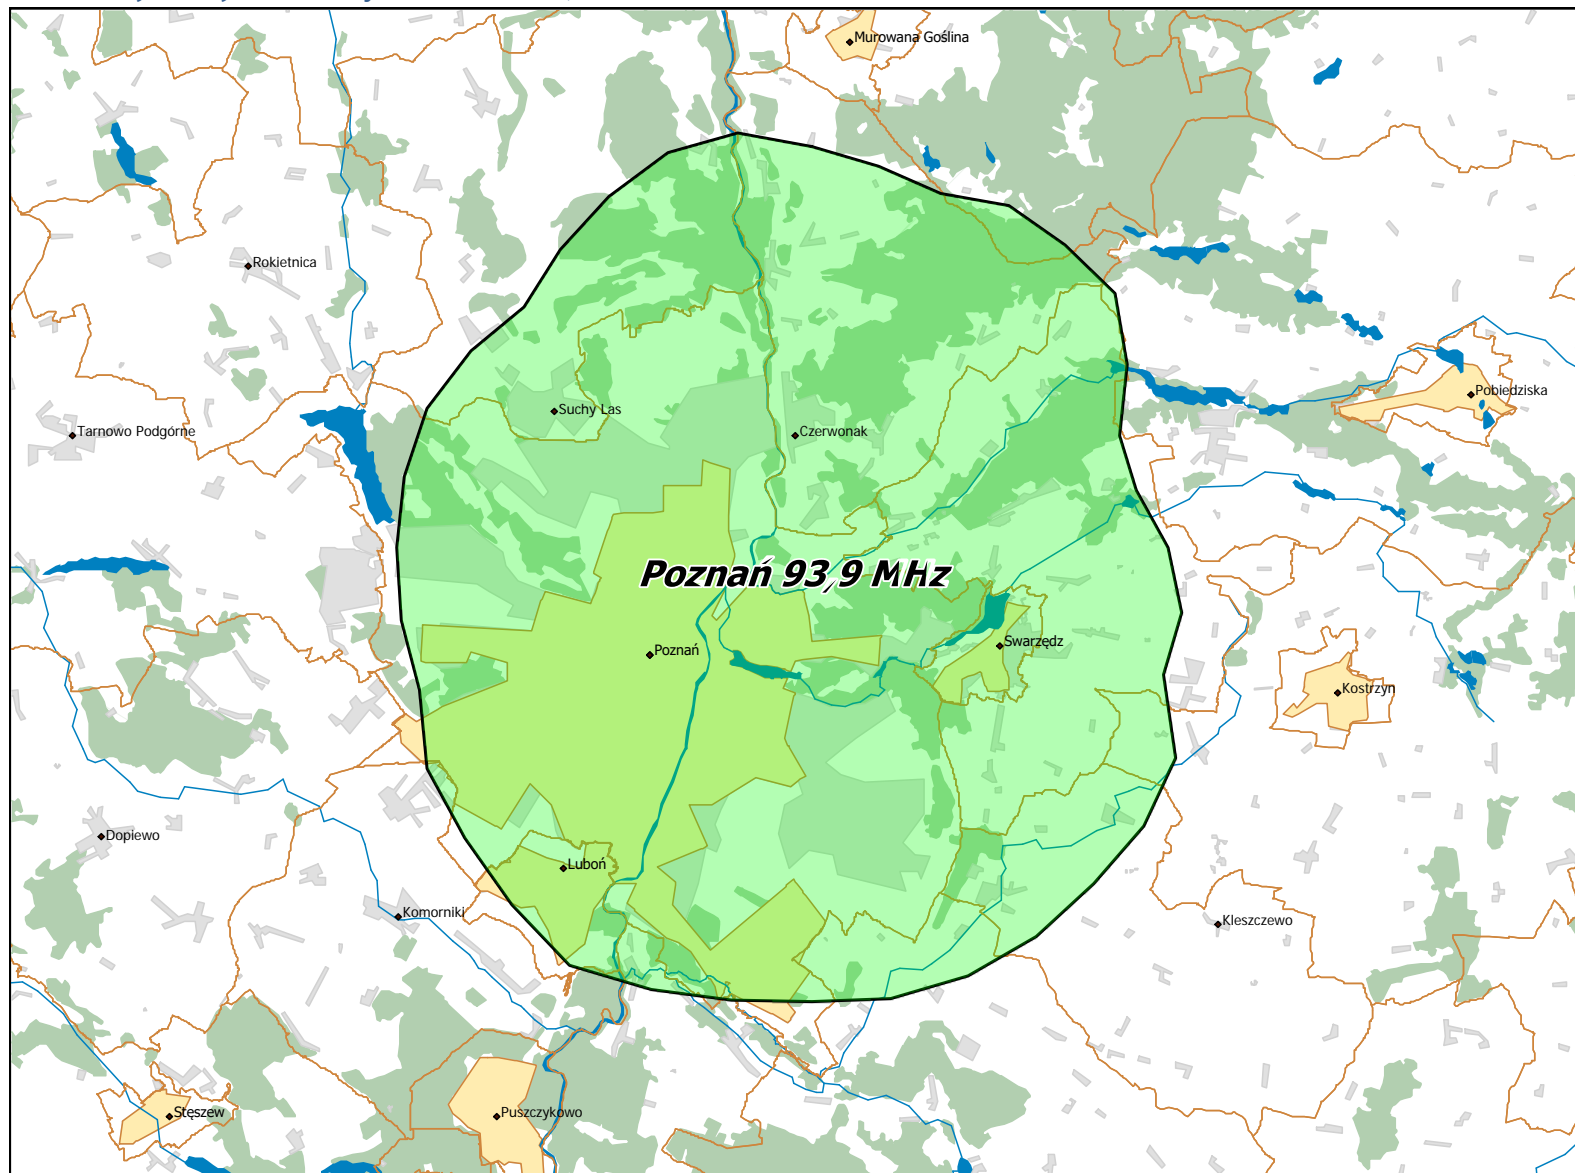 Murowana Goślina
Rokietnica
Pobiedziska
Suchy Las
Tarnowo Podgórne
Czerwonak
Poznań 93,9 MHz
Swarzędz
Poznań
Kostrzyn
Dopiewo
Luboń
Komorniki
Kleszczewo
Stęszew
Puszczykowo